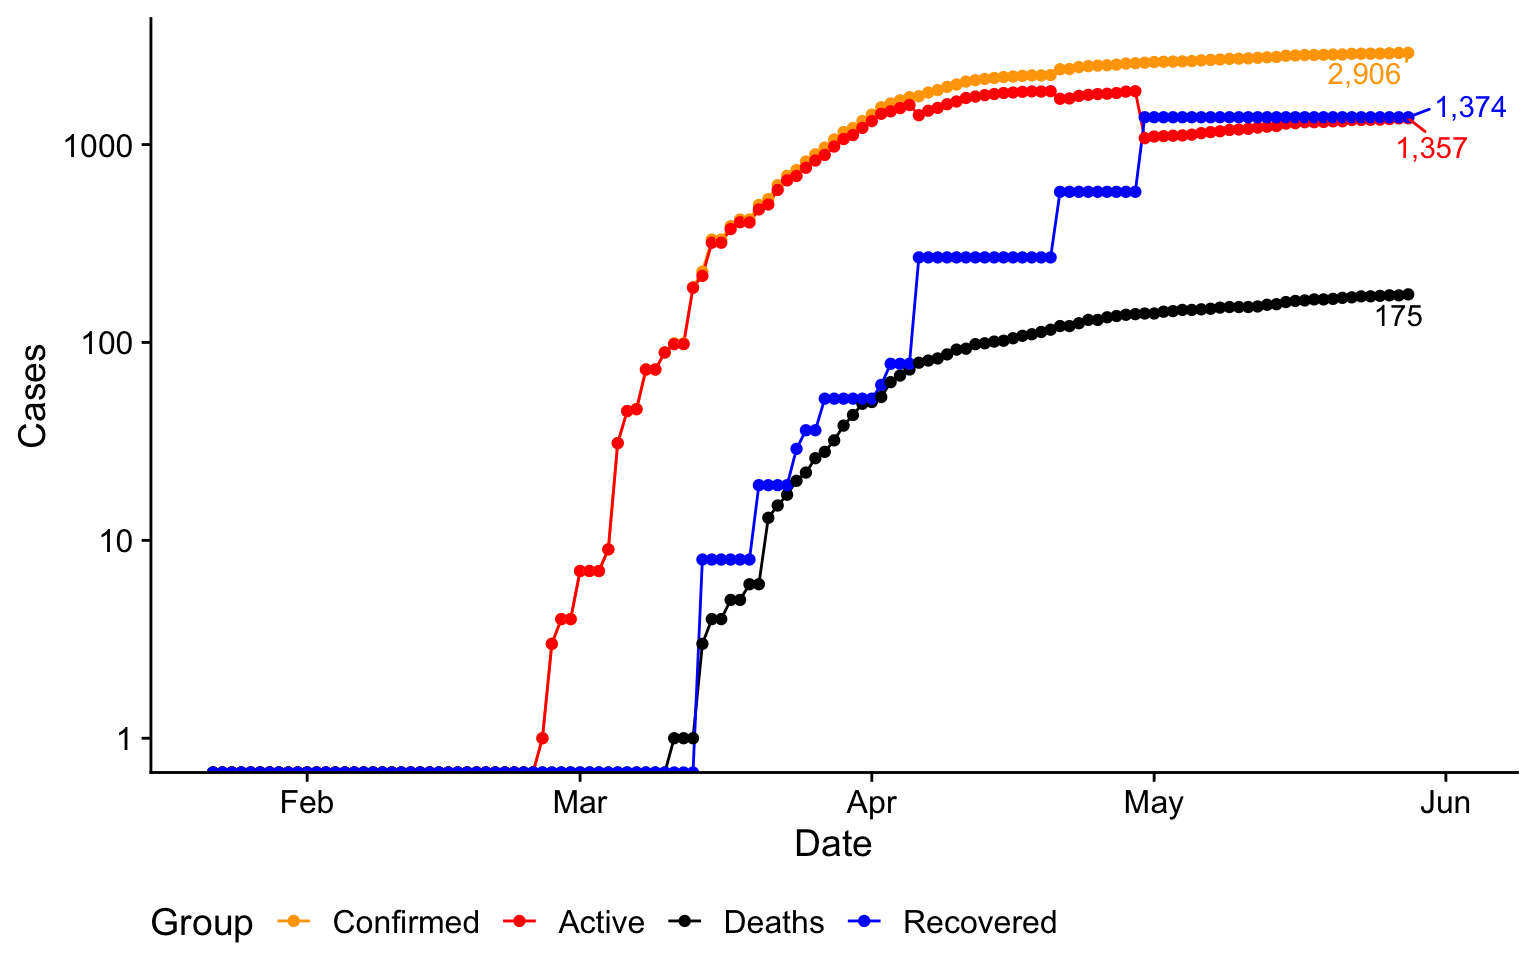 2,906
1,374
1,357
175
1000
100
10
1
Cases
Feb Mar Apr May Jun
Date
Group Confirmed Active Deaths Recovered